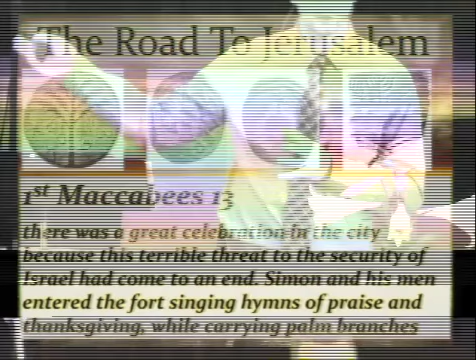 The Road To Jerusalem
1st Maccabees 13
there was a great celebration in the city
because this terrible threat to the security of
Israel had come to an end. Simon and his men
entered the fort singing hymns of praise and
thanksgiving, while carrying palm branches